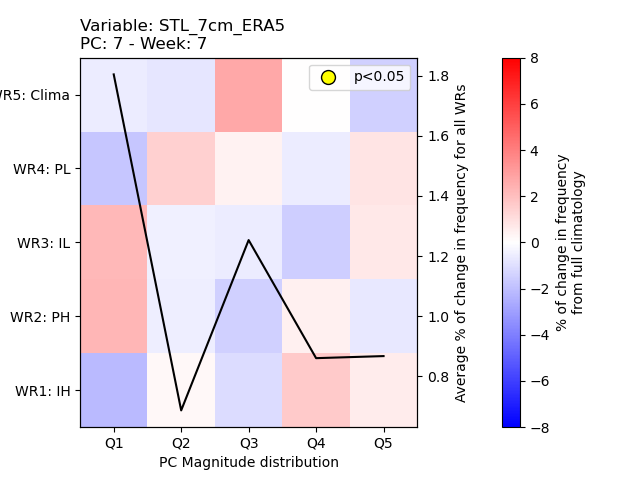 Variable: STL_7cm_ERA5
PC: 7 - Week: 7
p<0.05
R5: Clima
WR4: PL
WR3: IL
WR2: PH
WR1: IH
Q1 Q2 Q3 Q4 Q5
PC Magnitude distribution
1.8
1.6
1.4
1.2
1.0
0.8
Average % of change in frequency for all WRs
8
6
4
2
0
−2
−4
−6
−8
% of change in frequency
from full climatology